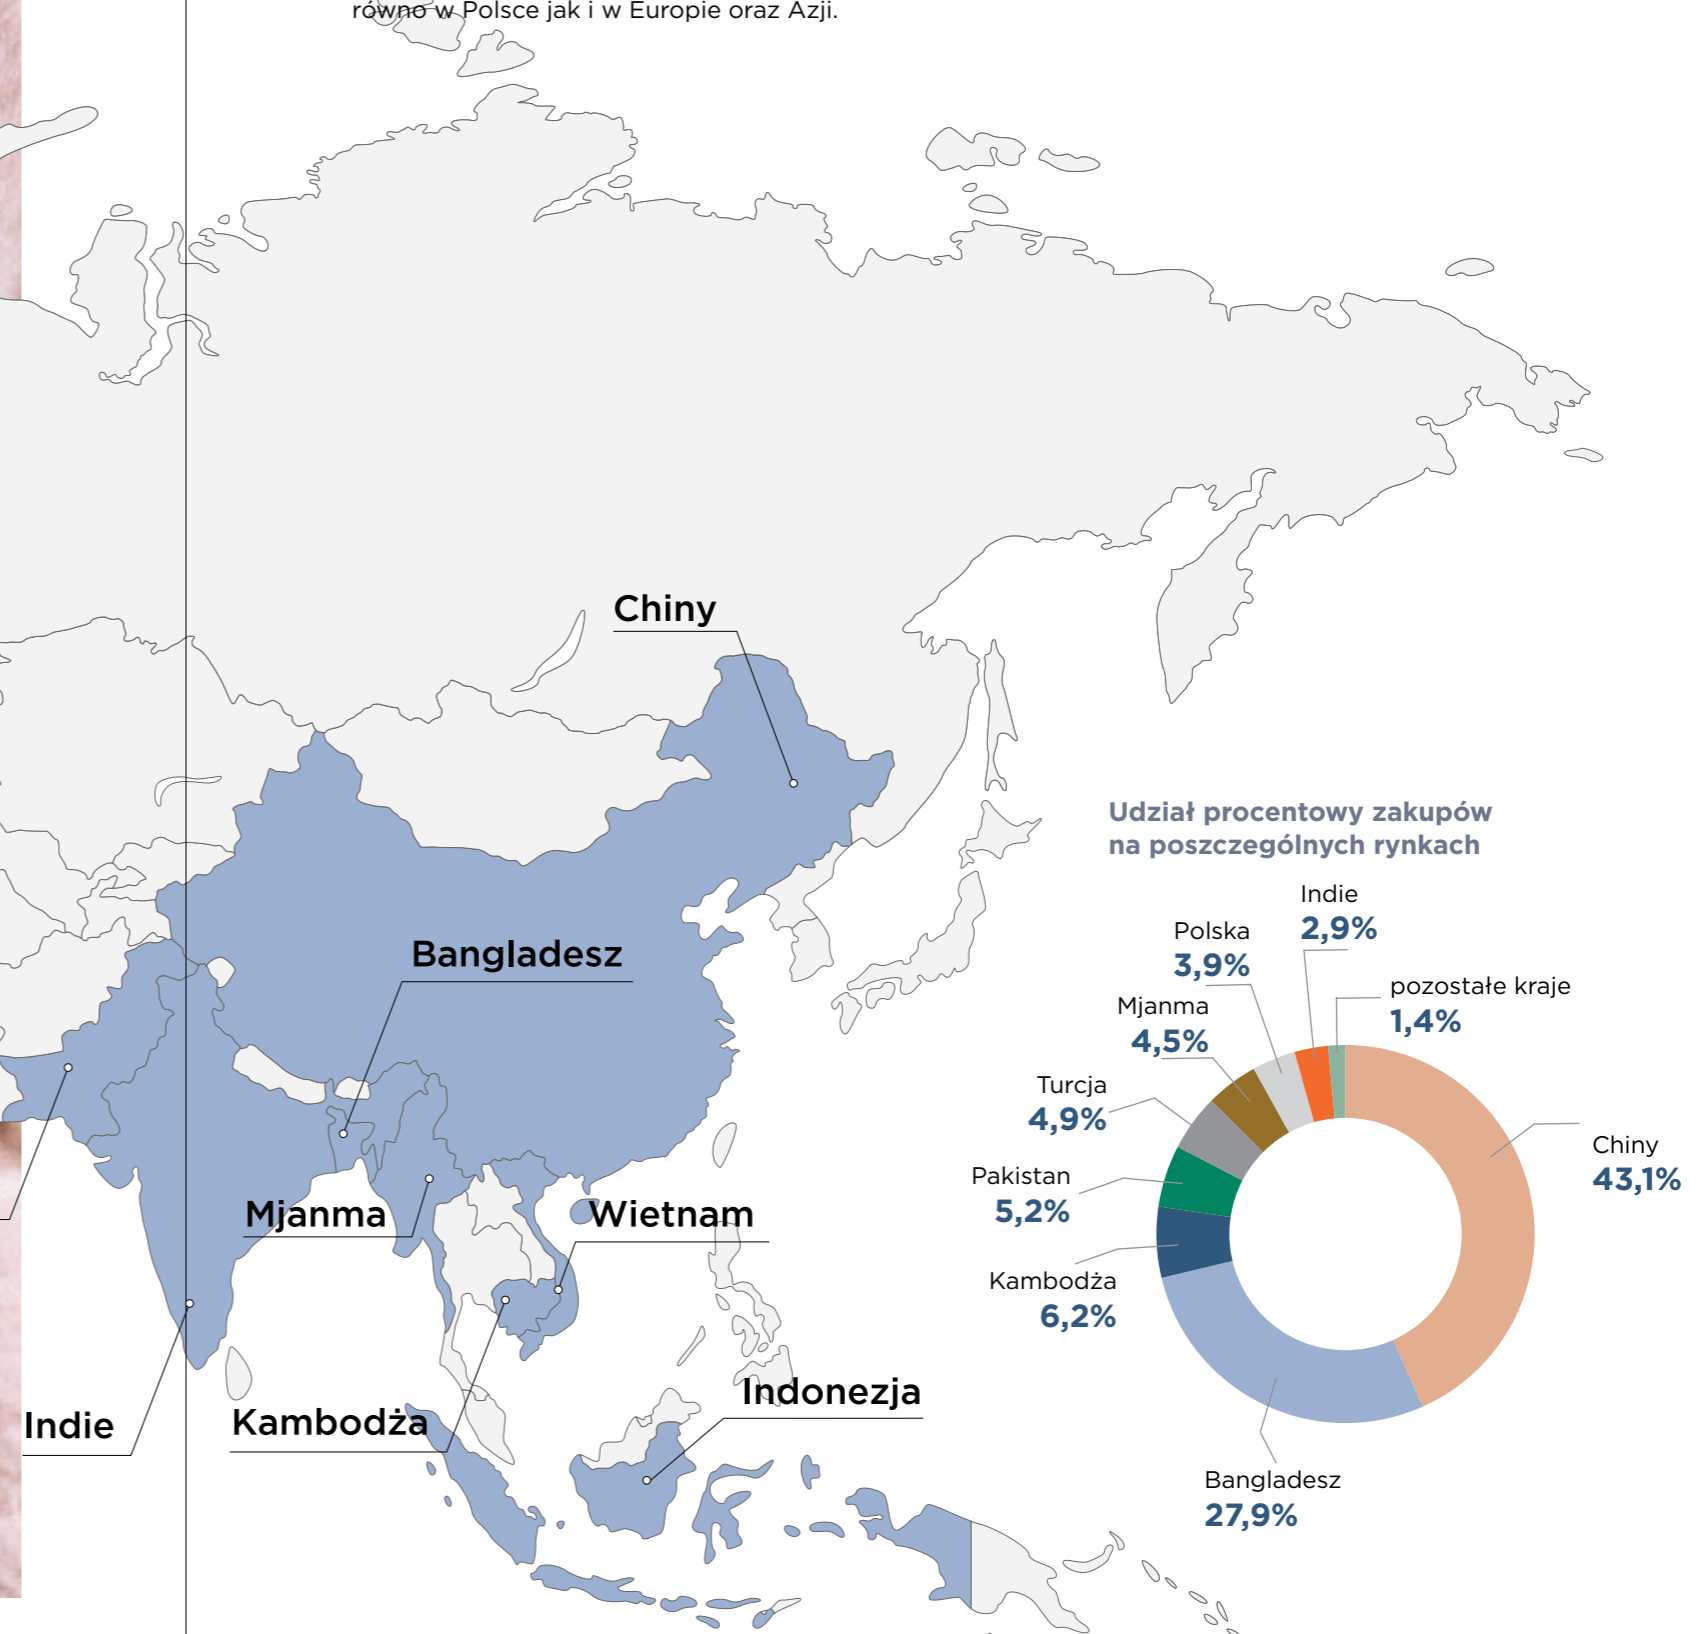 równo w Polsce jak i w Europie oraz Azji.
Chiny
Bangladesz
Mjanma
Wietnam
Indie
Kambodża
Indonezja
Udział procentowy zakupów
na poszczególnych rynkach
Indie
2,9%
Polska
3,9%
pozostałe kraje
1,4%
Mjanma
4,5%
Turcja
4,9%
Chiny
43,1%
Pakistan
5,2%
Kambodża
6,2%
Bangladesz
27,9%